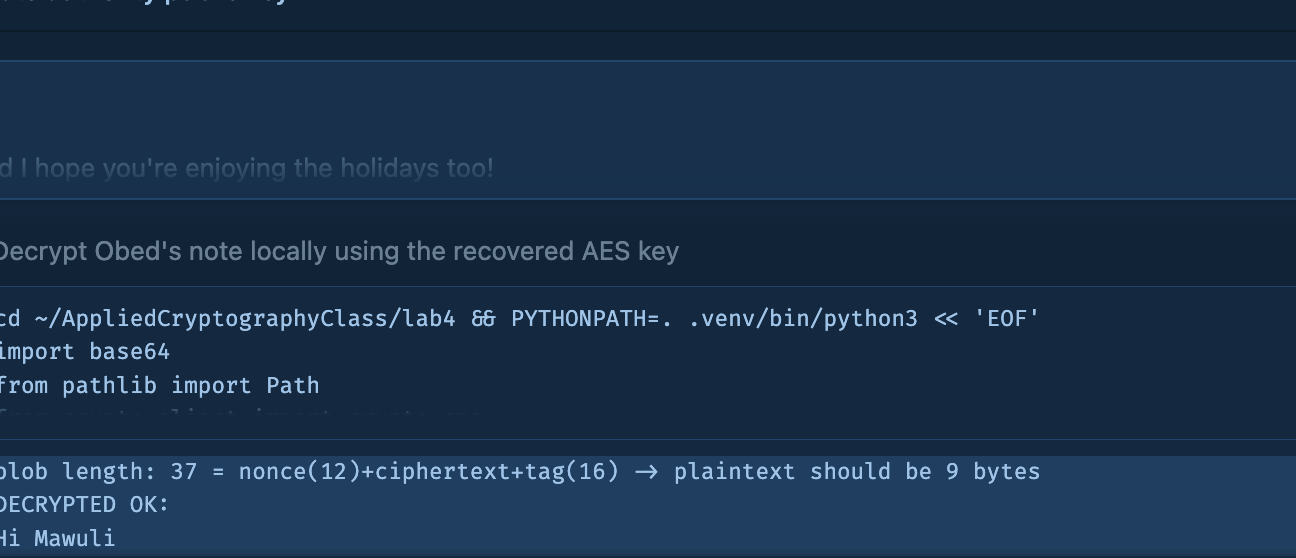 d I hope you're enjoying the holidays too!
Decrypt Obed's note locally using the recovered AES key
cd ~/AppliedCryptographyClass/lab4 && PYTHONPATH=. .venv/bin/python3 << 'EOF'
import base64
from pathlib import Path
blob length: 37 = nonce(12)+ciphertext+tag(16) → plaintext should be 9 bytes
DECRYPTED OK:
Hi Mawuli